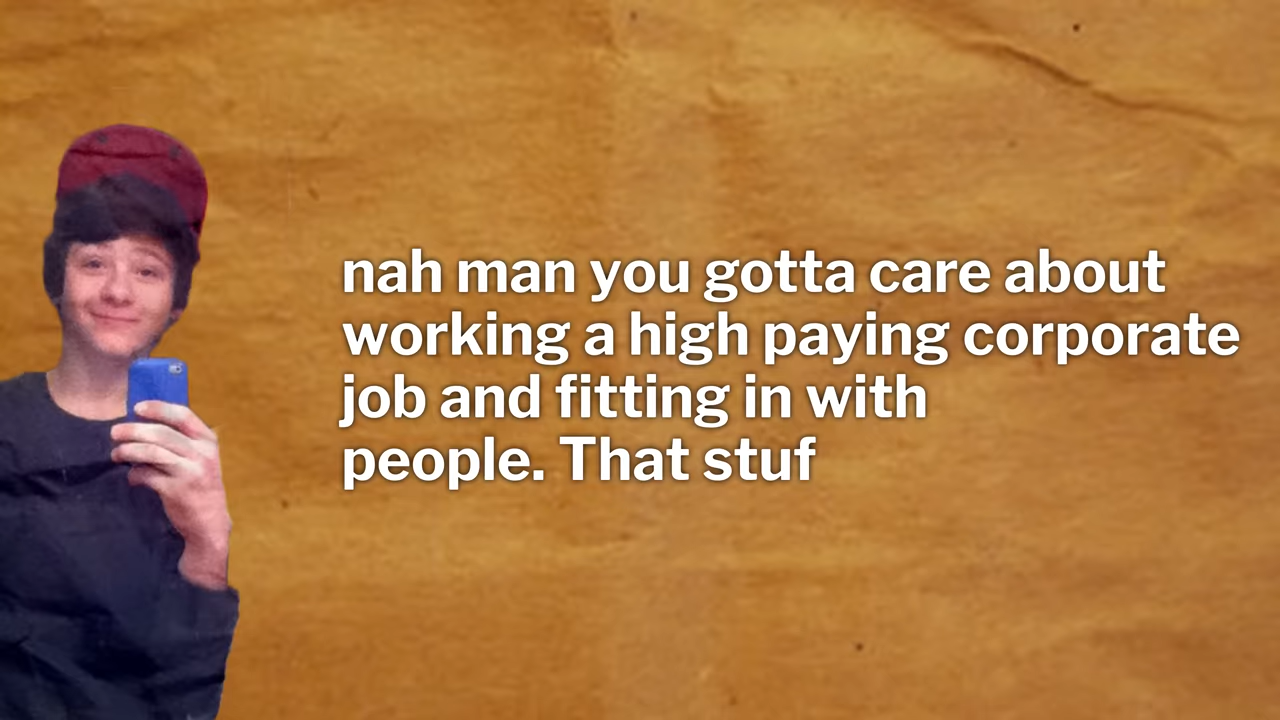 nah man you gotta care about
working a high paying corporate
job and fitting in with
people. That stuf